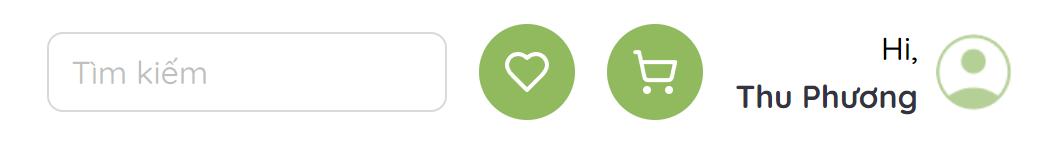 Tìm kiếm
Hi,
Thu Phương